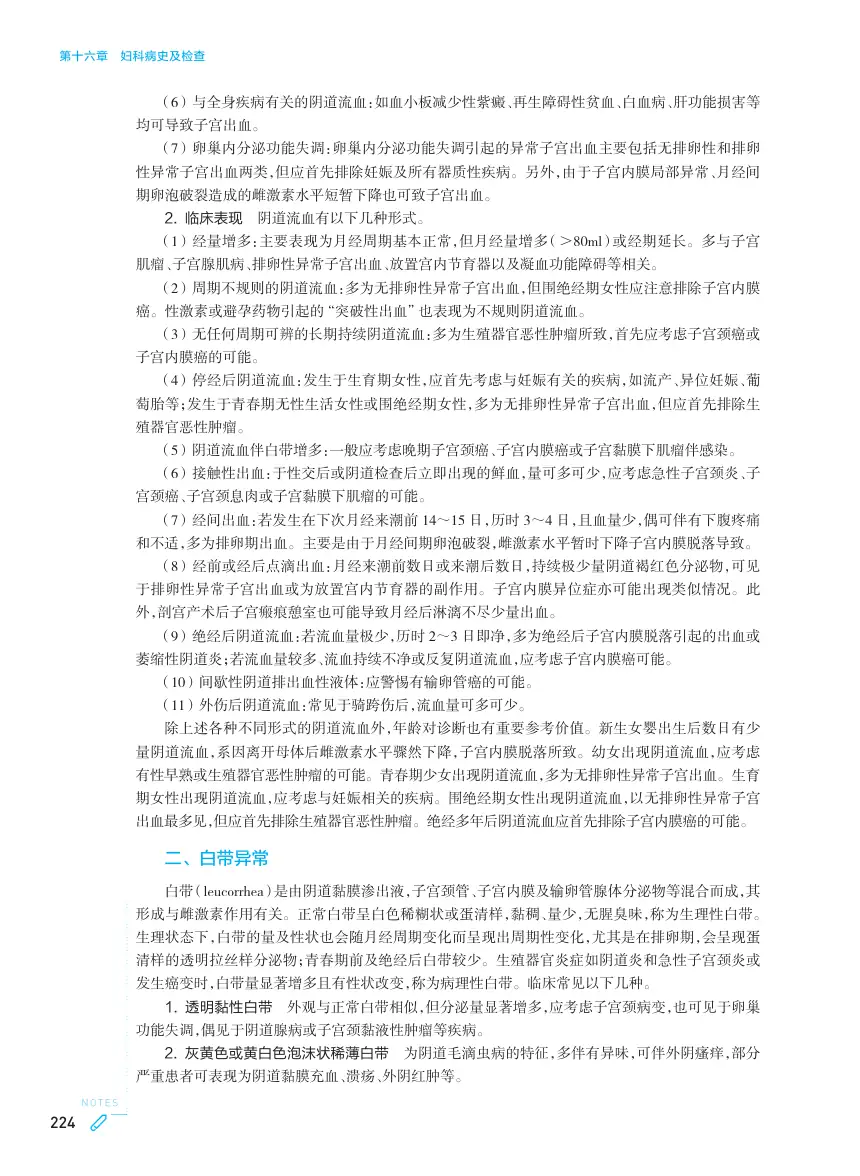 第十六章　妇科病史及检查
（6）与全身疾病有关的阴道流血：如血小板减少性紫癜、再生障碍性贫血、白血病、肝功能损害等
均可导致子宫出血。
（7）卵巢内分泌功能失调：卵巢内分泌功能失调引起的异常子宫出血主要包括无排卵性和排卵
性异常子宫出血两类，但应首先排除妊娠及所有器质性疾病。另外，由于子宫内膜局部异常、月经间
期卵泡破裂造成的雌激素水平短暂下降也可致子宫出血。
2. 临床表现　阴道流血有以下几种形式。
（1）经量增多：主要表现为月经周期基本正常，但月经量增多（＞80ml）或经期延长。多与子宫
肌瘤、子宫腺肌病、排卵性异常子宫出血、放置宫内节育器以及凝血功能障碍等相关。
（2）周期不规则的阴道流血：多为无排卵性异常子宫出血，但围绝经期女性应注意排除子宫内膜
癌。性激素或避孕药物引起的“突破性出血”也表现为不规则阴道流血。
（3）无任何周期可辨的长期持续阴道流血：多为生殖器官恶性肿瘤所致，首先应考虑子宫颈癌或
子宫内膜癌的可能。
（4）停经后阴道流血：发生于生育期女性，应首先考虑与妊娠有关的疾病，如流产、异位妊娠、葡
萄胎等；发生于青春期无性生活女性或围绝经期女性，多为无排卵性异常子宫出血，但应首先排除生
殖器官恶性肿瘤。
（5）阴道流血伴白带增多：一般应考虑晚期子宫颈癌、子宫内膜癌或子宫黏膜下肌瘤伴感染。
（6）接触性出血：于性交后或阴道检查后立即出现的鲜血，量可多可少，应考虑急性子宫颈炎、子
宫颈癌、子宫颈息肉或子宫黏膜下肌瘤的可能。
（7）经间出血：若发生在下次月经来潮前 14～15 日，历时 3～4 日，且血量少，偶可伴有下腹疼痛
和不适，多为排卵期出血。主要是由于月经间期卵泡破裂，雌激素水平暂时下降子宫内膜脱落导致。
（8）经前或经后点滴出血：月经来潮前数日或来潮后数日，持续极少量阴道褐红色分泌物，可见
于排卵性异常子宫出血或为放置宫内节育器的副作用。子宫内膜异位症亦可能出现类似情况。此
外，剖宫产术后子宫瘢痕憩室也可能导致月经后淋漓不尽少量出血。
（9）绝经后阴道流血：若流血量极少，历时 2～3 日即净，多为绝经后子宫内膜脱落引起的出血或
萎缩性阴道炎；若流血量较多、流血持续不净或反复阴道流血，应考虑子宫内膜癌可能。
（10）间歇性阴道排出血性液体：应警惕有输卵管癌的可能。
（11）外伤后阴道流血：常见于骑跨伤后，流血量可多可少。
除上述各种不同形式的阴道流血外，年龄对诊断也有重要参考价值。新生女婴出生后数日有少
量阴道流血，系因离开母体后雌激素水平骤然下降，子宫内膜脱落所致。幼女出现阴道流血，应考虑
有性早熟或生殖器官恶性肿瘤的可能。青春期少女出现阴道流血，多为无排卵性异常子宫出血。生育
期女性出现阴道流血，应考虑与妊娠相关的疾病。围绝经期女性出现阴道流血，以无排卵性异常子宫
出血最多见，但应首先排除生殖器官恶性肿瘤。绝经多年后阴道流血应首先排除子宫内膜癌的可能。
二、白带异常
白带（leucorrhea）是由阴道黏膜渗出液，子宫颈管、子宫内膜及输卵管腺体分泌物等混合而成，其
形成与雌激素作用有关。正常白带呈白色稀糊状或蛋清样，黏稠、量少，无腥臭味，称为生理性白带。
生理状态下，白带的量及性状也会随月经周期变化而呈现出周期性变化，尤其是在排卵期，会呈现蛋
清样的透明拉丝样分泌物；青春期前及绝经后白带较少。生殖器官炎症如阴道炎和急性子宫颈炎或
发生癌变时，白带量显著增多且有性状改变，称为病理性白带。临床常见以下几种。
1. 透明黏性白带　外观与正常白带相似，但分泌量显著增多，应考虑子宫颈病变，也可见于卵巢
功能失调，偶见于阴道腺病或子宫颈黏液性肿瘤等疾病。
2. 灰黄色或黄白色泡沫状稀薄白带　为阴道毛滴虫病的特征，多伴有异味，可伴外阴瘙痒，部分
严重患者可表现为阴道黏膜充血、溃疡、外阴红肿等。
NOTES
224